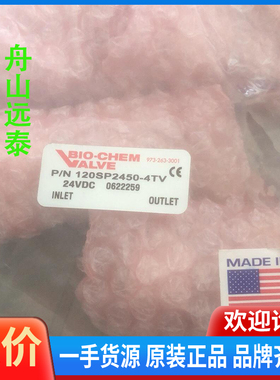 舟山远泰
BIO-CHEM
VALVE
973-263-3001
P/N 120SP2450-4TV
24VDC 0622259
INLET OUTLET
MADE IN
价
欢迎
一手货源 原装正品 品牌